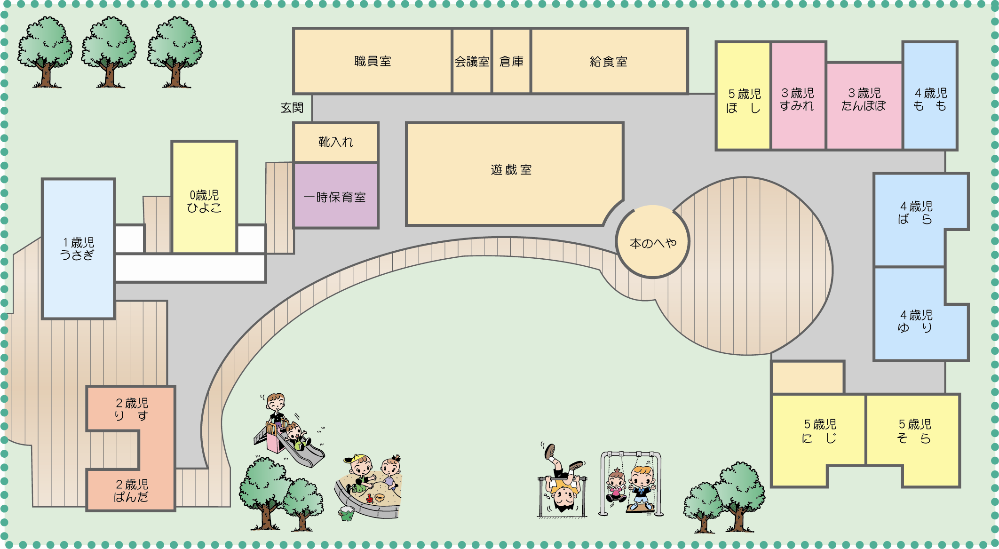 職員室
会議室
倉庫
給食室
玄関
5歳児
ほ し
3歳児
すみれ
3歳児
たんぽぽ
4歳児
も も
靴入れ
一時保育室
遊戯室
0歳児
ひよこ
1歳児
うさぎ
本のへや
4歳児
ば ら
4歳児
ゆ り
2歳児
り す
2歳児
ぱんだ
5歳児
に じ
5歳児
そ ら